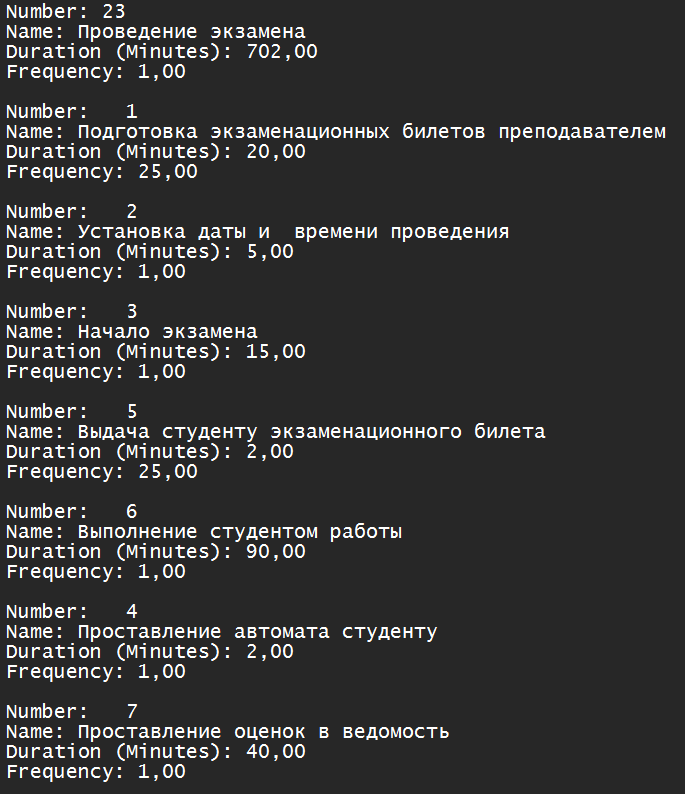 Number: 23
Name: Проведение экзамена
Duration (Minutes): 702,00
Frequency: 1,00

Number:   1
Name: Подготовка экзаменационных билетов преподавателем
Duration (Minutes): 20,00
Frequency: 25,00

Number:   2
Name: Установка даты и  времени проведения
Duration (Minutes): 5,00
Frequency: 1,00

Number:   3
Name: Начало экзамена
Duration (Minutes): 15,00
Frequency: 1,00

Number:   5
Name: Выдача студенту экзаменационного билета
Duration (Minutes): 2,00
Frequency: 25,00

Number:   6
Name: Выполнение студентом работы
Duration (Minutes): 90,00
Frequency: 1,00

Number:   4
Name: Проставление автомата студенту
Duration (Minutes): 2,00
Frequency: 1,00

Number:   7
Name: Проставление оценок в ведомость
Duration (Minutes): 40,00
Frequency: 1,00